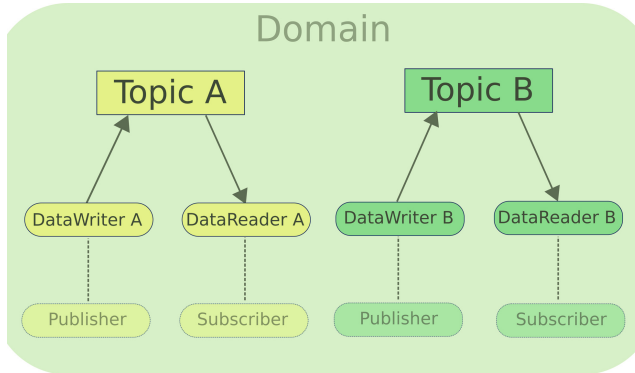 Domain
Topic A
Topic B
DataWriter A
DataReader A
DataWriter B
DataReader B
Publisher
Subscriber
Publisher
Subscriber